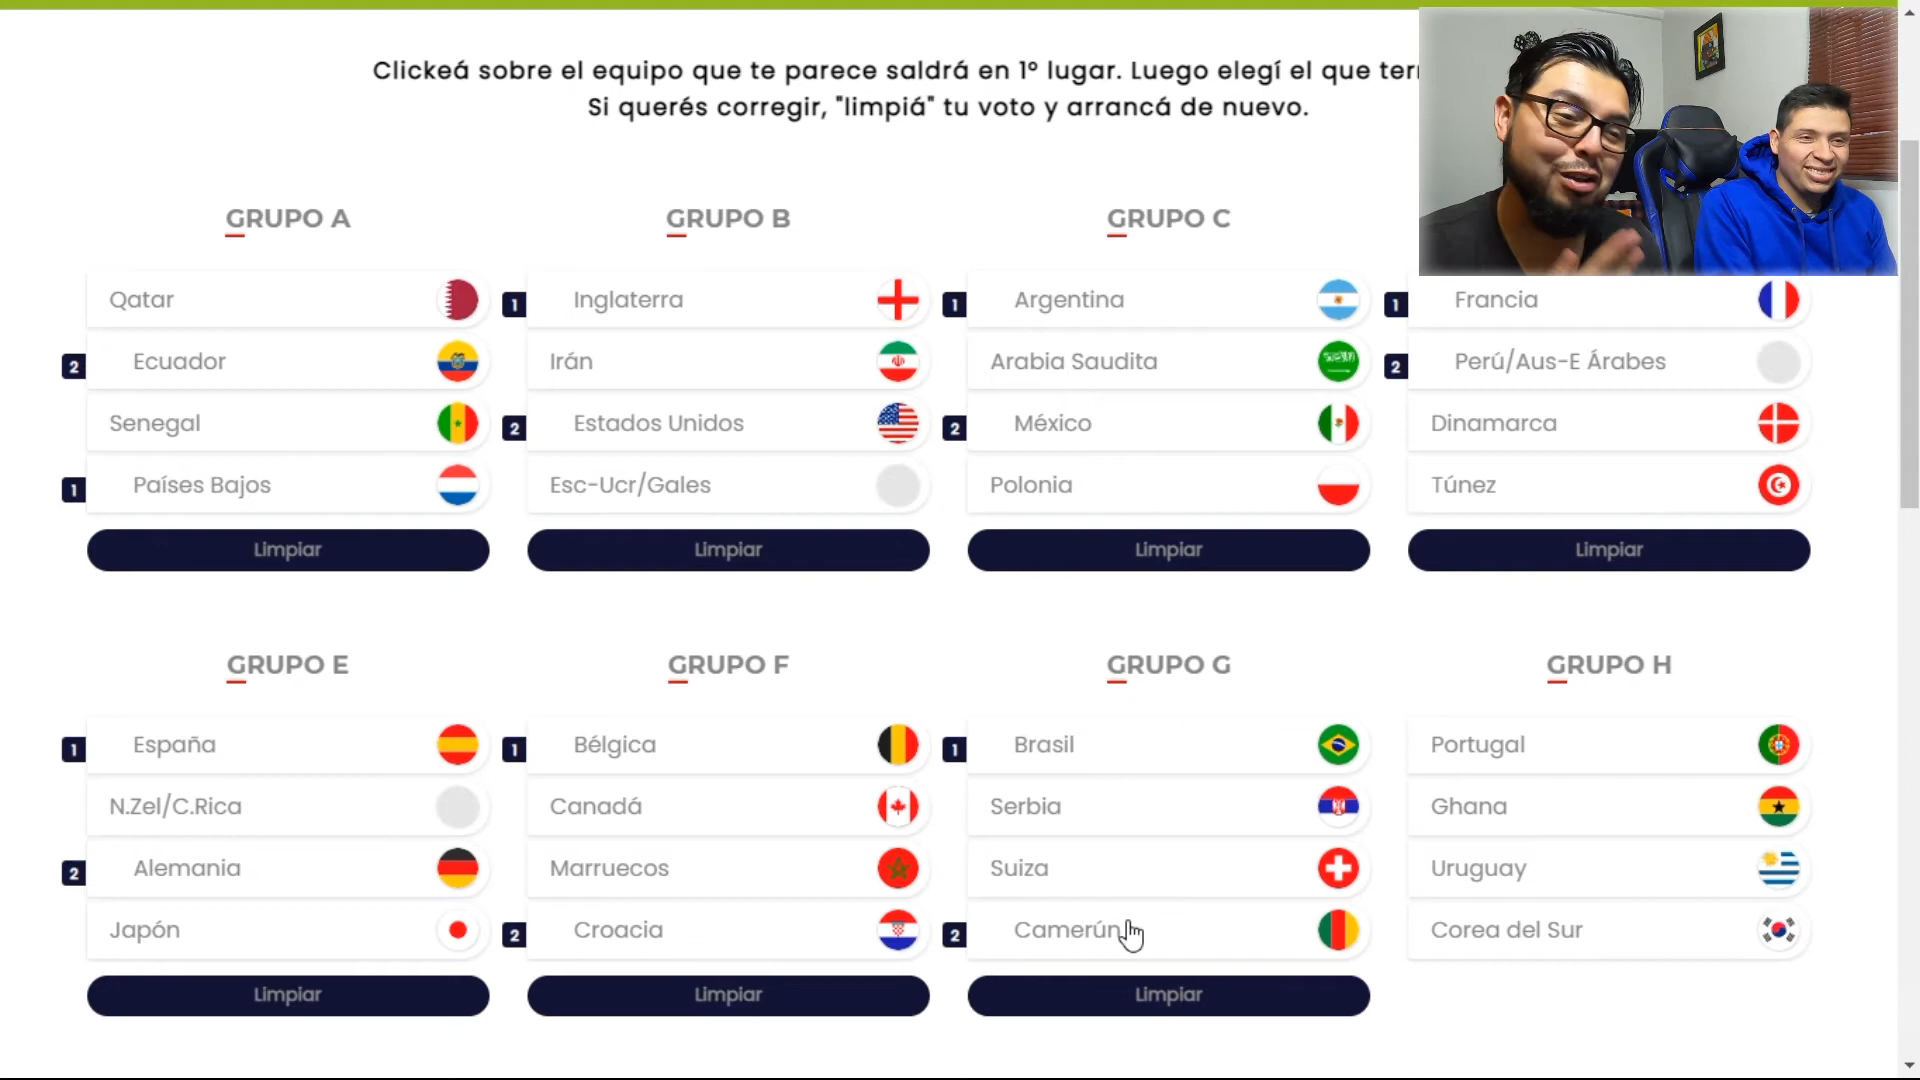 Clickeá sobre el equipo que te parece saldrá en 1° lugar. Luego elegí el que
Si querés corregir, "limpiá" tu voto y arrancá de nuevo.
GRUPO A
Qatar
2 Ecuador
Senegal
1 Países Bajos
Limpiar
GRUPO B
1 Inglaterra
Irán
2 Estados Unidos
Esc-Ucr/Gales
Limpiar
GRUPO C
1 Argentina
Arabia Saudita
2 México
Polonia
Limpiar
1 Francia
2 Perú/Aus-E Árabes
Dinamarca
Túnez
Limpiar
GRUPO E
1 España
N.Zel/C.Rica
2 Alemania
Japón
Limpiar
GRUPO F
1 Bélgica
Canadá
Marruecos
2 Croacia
Limpiar
GRUPO G
1 Brasil
Serbia
Suiza
2 Camerún
Limpiar
GRUPO H
Portugal
Ghana
Uruguay
Corea del Sur